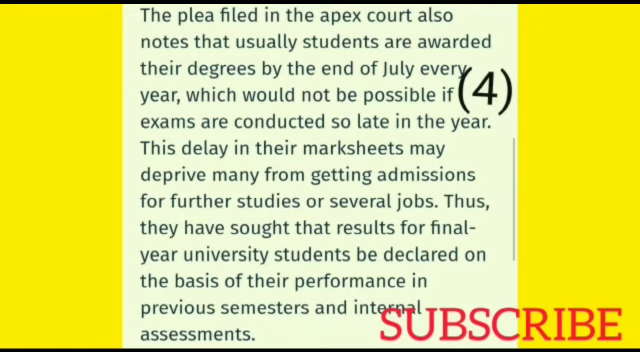 The plea filed in the apex court also
notes that usually students are awarded
their degrees by the end of July every
year, which would not be possible if
(4)
exams are conducted so late in the year.
This delay in their marksheets may
deprive many from getting admissions
for further studies or several jobs. Thus,
they have sought that results for final-
year university students be declared on
the basis of their performance in
previous semesters and internal
assessments.
SUBSCRIBE